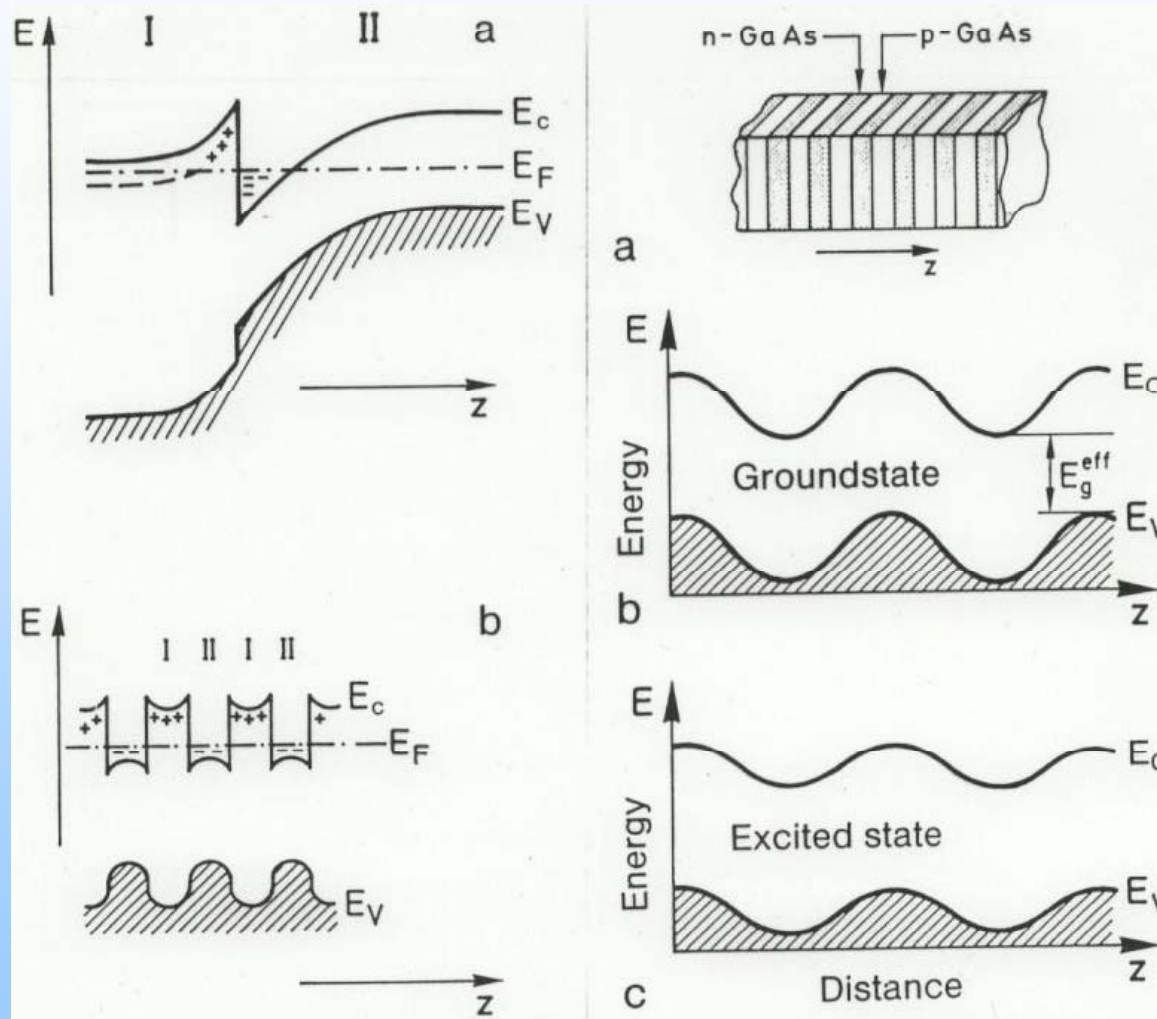 E
I
II
a
E_c
E_F
E_V
z
E
b
I II I II
E_c
E_F
E_V
z
n-GaAs
p-GaAs
a
z
E
Energy
Groundstate
E_g^eff
E_V
b
z
E
Energy
Excited state
z
c
Distance